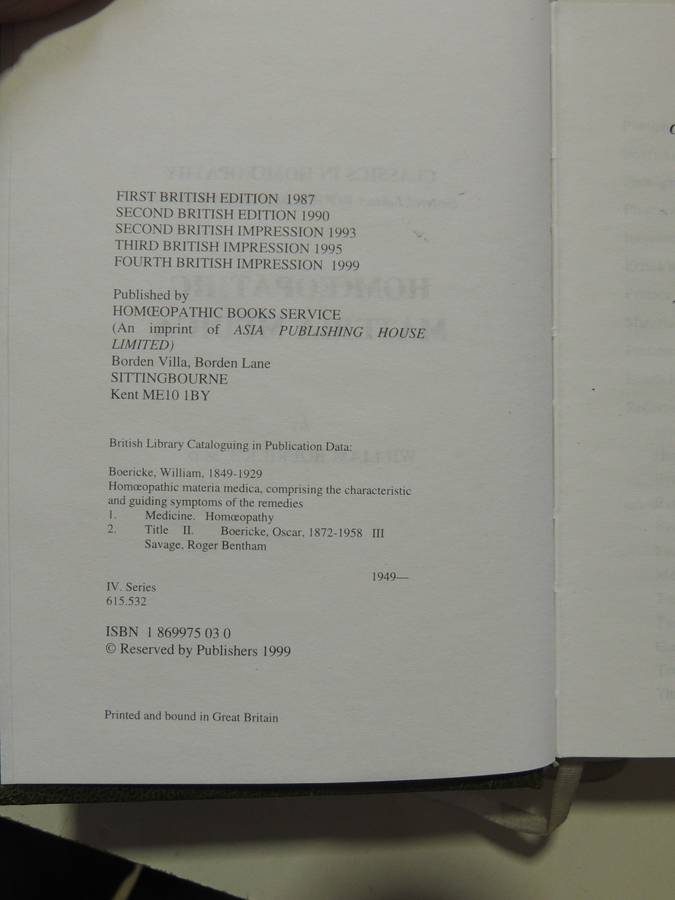 FIRST BRITISH EDITION 1987
SECOND BRITISH EDITION 1990
SECOND BRITISH IMPRESSION 1993
THIRD BRITISH IMPRESSION 1995
FOURTH BRITISH IMPRESSION 1999
Published by
HOMŒOPATHIC BOOKS SERVICE
(An imprint of ASIA PUBLISHING HOUSE
LIMITED)
Borden Villa, Borden Lane
SITTINGBOURNE
Kent ME10 1BY
British Library Cataloguing in Publication Data:
Boericke, William, 1849-1929
Homœopathic materia medica, comprising the characteristic
and guiding symptoms of the remedies
1. Medicine. Homœopathy
2. Title II. Boericke, Oscar, 1872-1958 III
Savage, Roger Bentham
1949—
IV. Series
615.532
ISBN 1 869975 03 0
© Reserved by Publishers 1999
Printed and bound in Great Britain